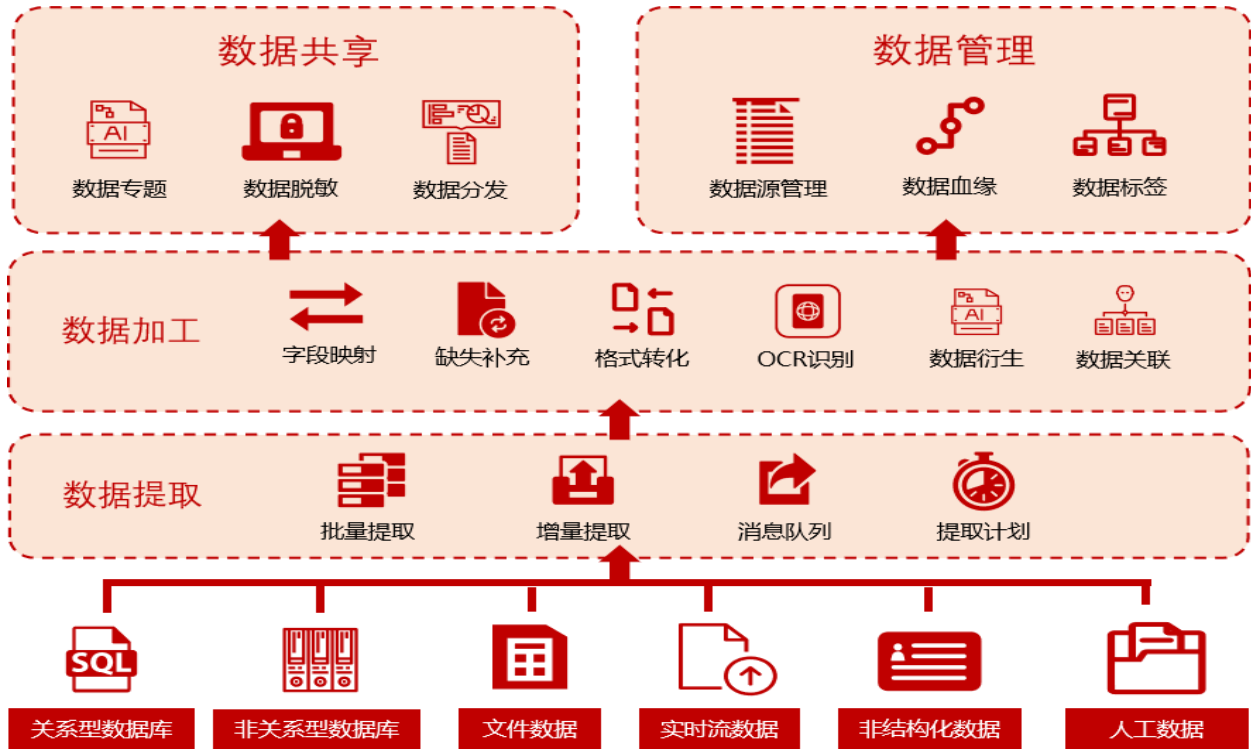 数据共享
数据管理
AI
数据专题
数据脱敏
数据分发
数据源管理
数据血缘
数据标签
数据加工
字段映射
缺失补充
格式转化
OCR识别
AI
数据衍生
数据关联
数据提取
批量提取
增量提取
消息队列
提取计划
SQL
关系型数据库
非关系型数据库
文件数据
实时流数据
非结构化数据
人工数据